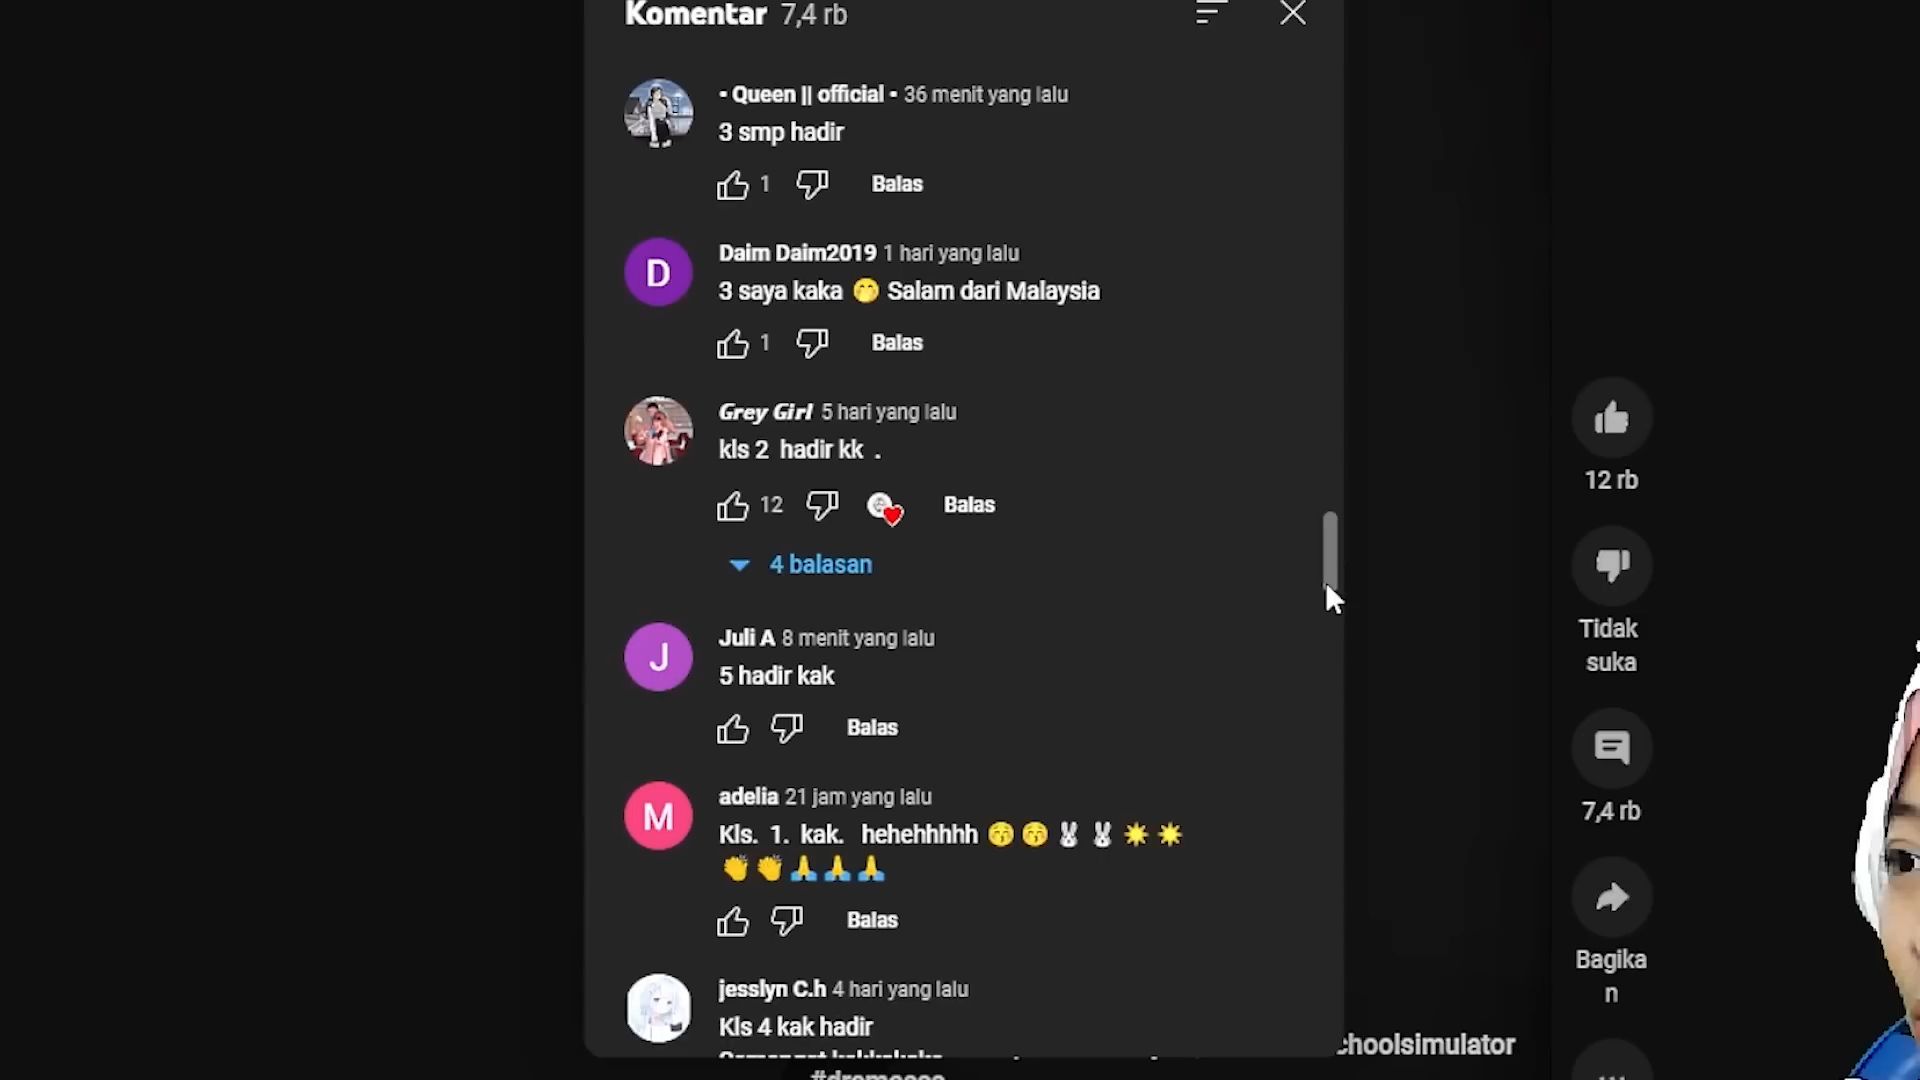 Komentar 7,4 rb
• Queen || official • 36 menit yang lalu
3 smp hadir
1 Balas
D
Daim Daim2019 1 hari yang lalu
3 saya kaka 🤭 Salam dari Malaysia
1 Balas
Grey Girl 5 hari yang lalu
kls 2 hadir kk .
12 Balas
4 balasan
J
Juli A 8 menit yang lalu
5 hadir kak
Balas
M
adelia 21 jam yang lalu
Kls. 1. kak. hehehhhhh 😚😚🐰🐰☀️☀️
👏👏🙏🙏🙏
Balas
jesslyn C.h 4 hari yang lalu
Kls 4 kak hadir
12 rb
Tidak
suka
7,4 rb
Bagika
n
choolsimulator